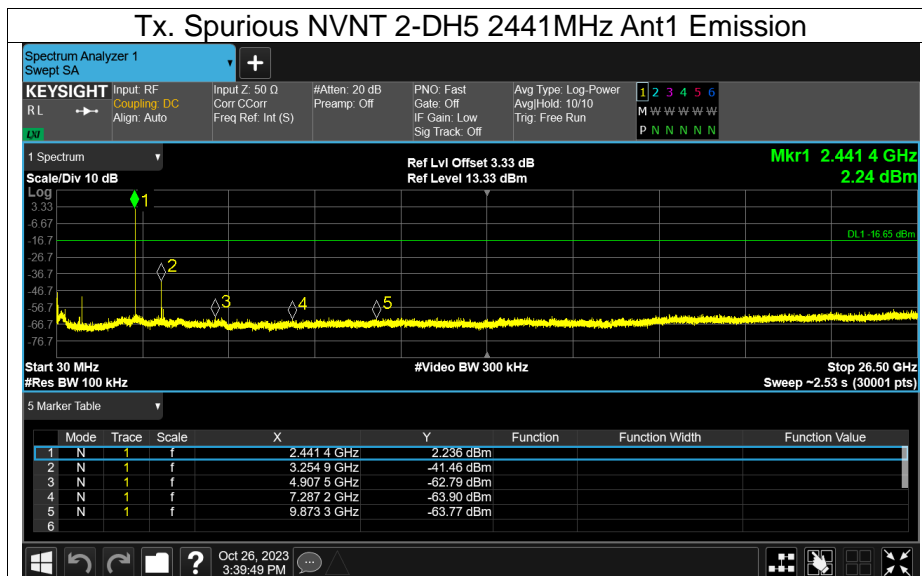 Tx. Spurious NVNT 2-DH5 2441MHz Ant1 Emission
Spectrum Analyzer 1
Swept SA
+
KEYSIGHT Input: RF Input Z: 50 Ω #Atten: 20 dB PNO: Fast Avg Type: Log-Power 1 2 3 4 5 6
RL Coupling: DC Corr CCorr Preamp: Off Gate: Off Avg|Hold: 10/10 M W W W W W
Align: Auto Freq Ref: Int (S) IF Gain: Low Trig: Free Run
LXI Sig Track: Off P N N N N N
1 Spectrum
Ref Lvl Offset 3.33 dB Mkr1 2.441 4 GHz
Scale/Div 10 dB Ref Level 13.33 dBm 2.24 dBm
Log
1
3.33
-6.67
-16.7 DL1 -16.65 dBm
-26.7
2
-36.7
-46.7
3 4 5
-56.7
-66.7
-76.7
Start 30 MHz #Video BW 300 kHz Stop 26.50 GHz
#Res BW 100 kHz Sweep ~2.53 s (30001 pts)
5 Marker Table
Mode Trace Scale X Y Function Function Width Function Value
1 N 1 f 2.441 4 GHz 2.236 dBm
2 N 1 f 3.254 9 GHz -41.46 dBm
3 N 1 f 4.907 5 GHz -62.79 dBm
4 N 1 f 7.287 2 GHz -63.90 dBm
5 N 1 f 9.873 3 GHz -63.77 dBm
6
? Oct 26, 2023
3:39:49 PM